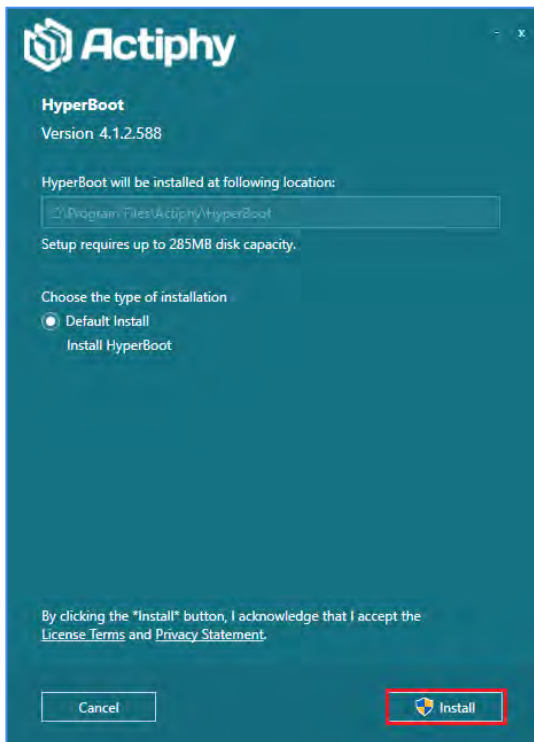 Actiphy
- x
HyperBoot
Version 4.1.2.588
HyperBoot will be installed at following location:
C:\Program Files\Actiphy\HyperBoot
Setup requires up to 285MB disk capacity.
Choose the type of installation
Default Install
Install HyperBoot
By clicking the *Install* button, I acknowledge that I accept the
License Terms and Privacy Statement.
Cancel
Install